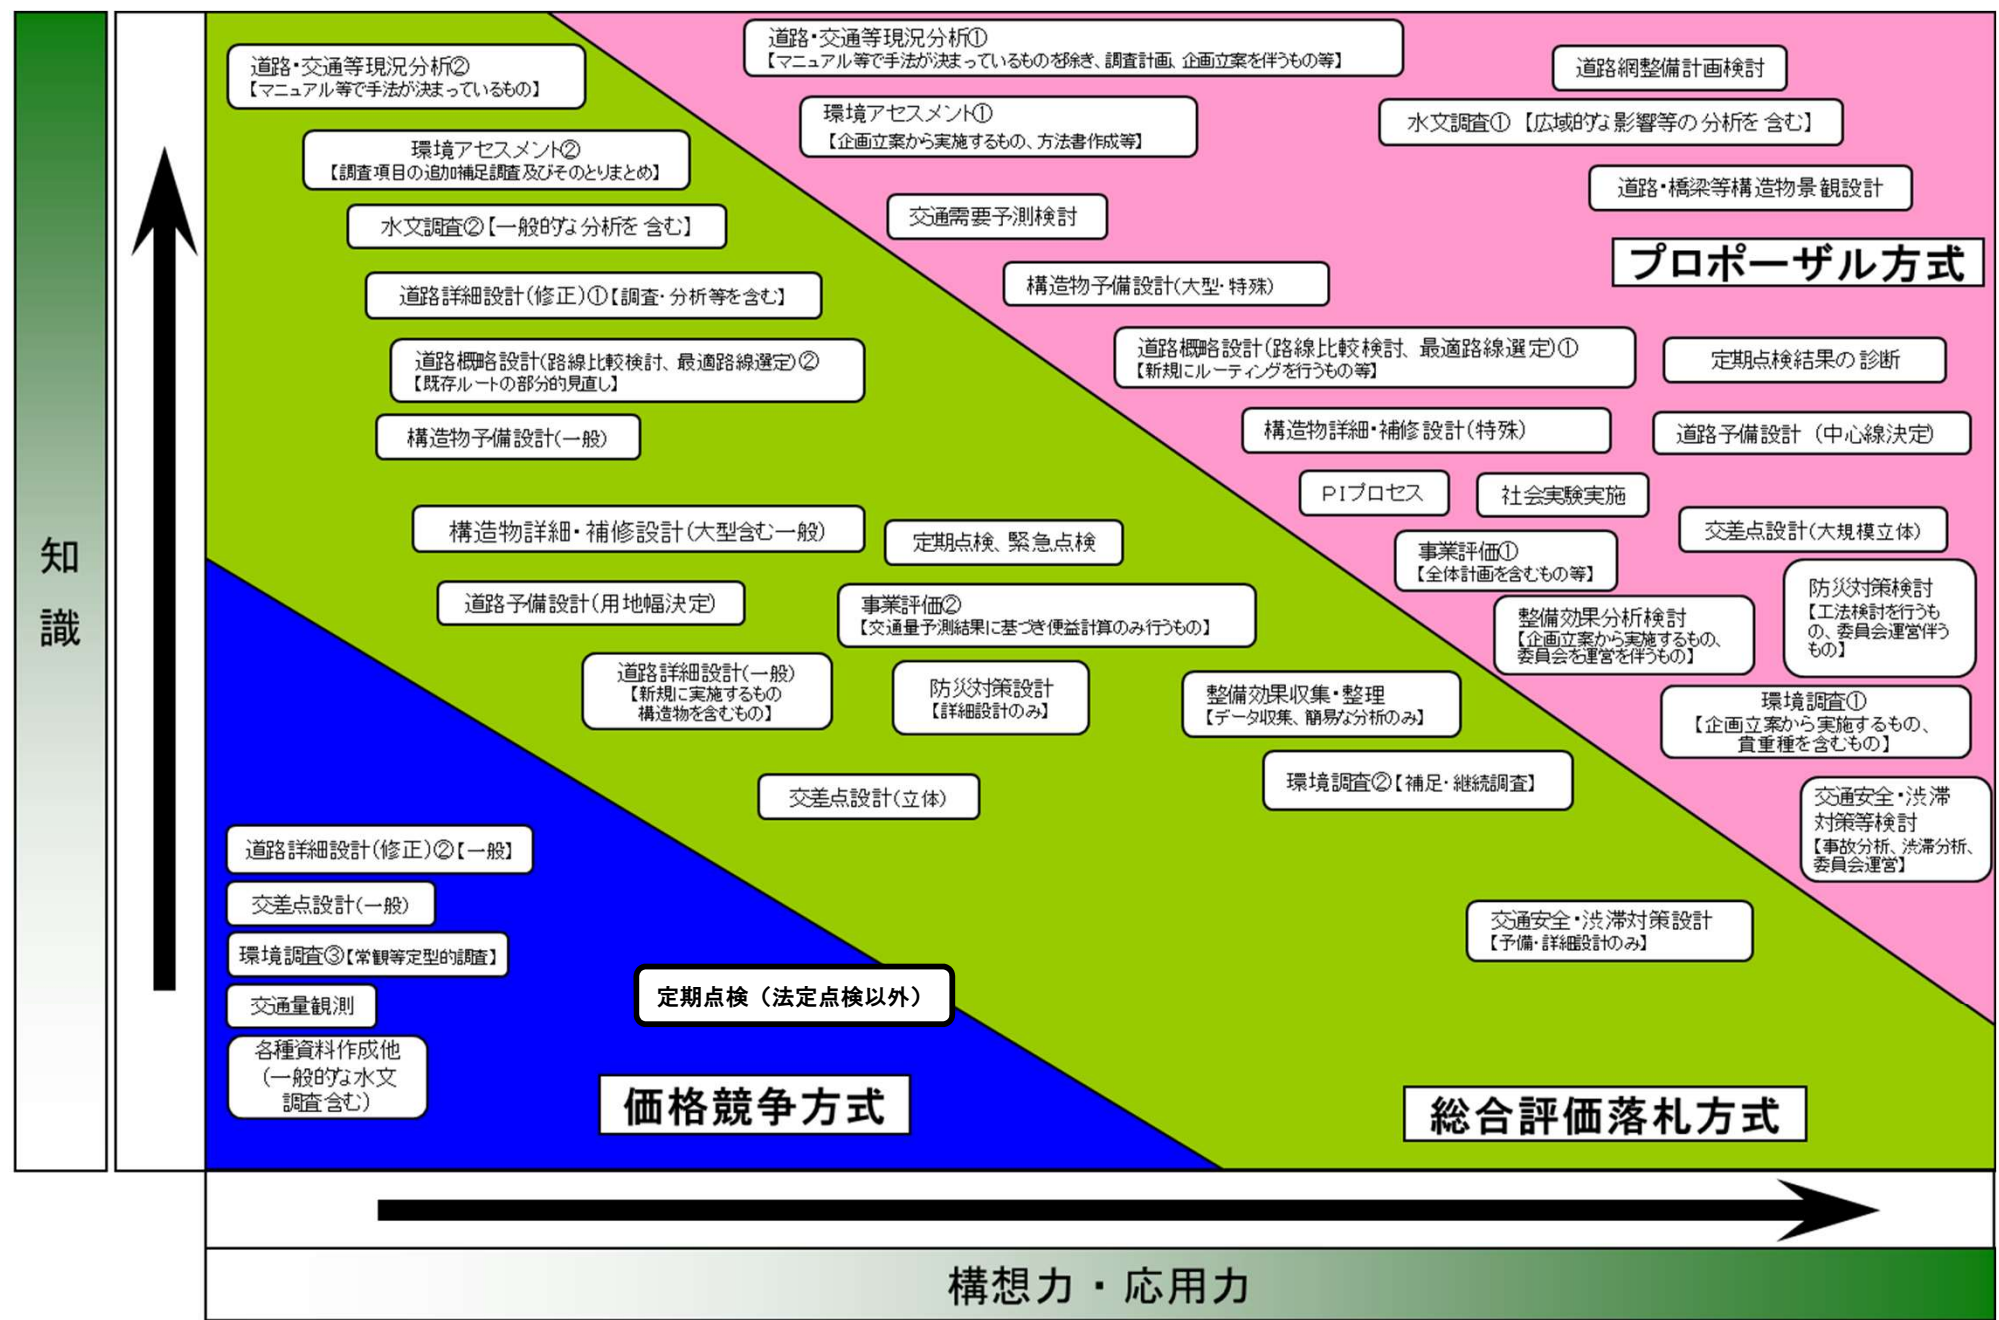 知
識
道路・交通等現況分析②
【マニュアル等で手法が決まっているもの】
環境アセスメント②
【調査項目の追加補足調査及びそのとりまとめ】
水文調査②【一般的な分析を含む】
道路詳細設計(修正)①【調査・分析等を含む】
道路概略設計(路線比較検討、最適路線選定)②
【既存ルートの部分的見直し】
構造物予備設計(一般)
構造物詳細・補修設計(大型含む一般)
定期点検、緊急点検
道路予備設計(用地幅決定)
事業評価②
【交通量予測結果に基づき便益計算のみ行うもの】
道路詳細設計(一般)
【新規に実施するもの
構造物を含むもの】
防災対策設計
【詳細設計のみ】
整備効果収集・整理
【データ収集、簡易な分析のみ】
環境調査②【補足・継続調査】
交差点設計(立体)
交通安全・渋滞対策設計
【予備・詳細設計のみ】
総合評価落札方式
道路・交通等現況分析①
【マニュアル等で手法が決まっているものを除き、調査計画、企画立案を伴うもの等】
道路網整備計画検討
環境アセスメント①
【企画立案から実施するもの、方法書作成等】
水文調査①【広域的な影響等の分析を含む】
道路・橋梁等構造物景観設計
交通需要予測検討
プロポーザル方式
構造物予備設計(大型・特殊)
道路概略設計(路線比較検討、最適路線選定)①
【新規にルーティングを行うもの等】
定期点検結果の診断
構造物詳細・補修設計(特殊)
道路予備設計(中心線決定)
PIプロセス
社会実験実施
交差点設計(大規模立体)
事業評価①
【全体計画を含むもの等】
防災対策検討
【工法検討を行うも
の、委員会運営伴う
もの】
整備効果分析検討
【企画立案から実施するもの、
委員会を運営を伴うもの】
環境調査①
【企画立案から実施するもの、
貴重種を含むもの】
交通安全・渋滞
対策等検討
【事故分析、渋滞分析、
委員会運営】
道路詳細設計(修正)②【一般】
交差点設計(一般)
環境調査③【常観等定型的調査】
交通量観測
各種資料作成他
(一般的な水文
調査含む)
定期点検（法定点検以外）
価格競争方式
構想力・応用力